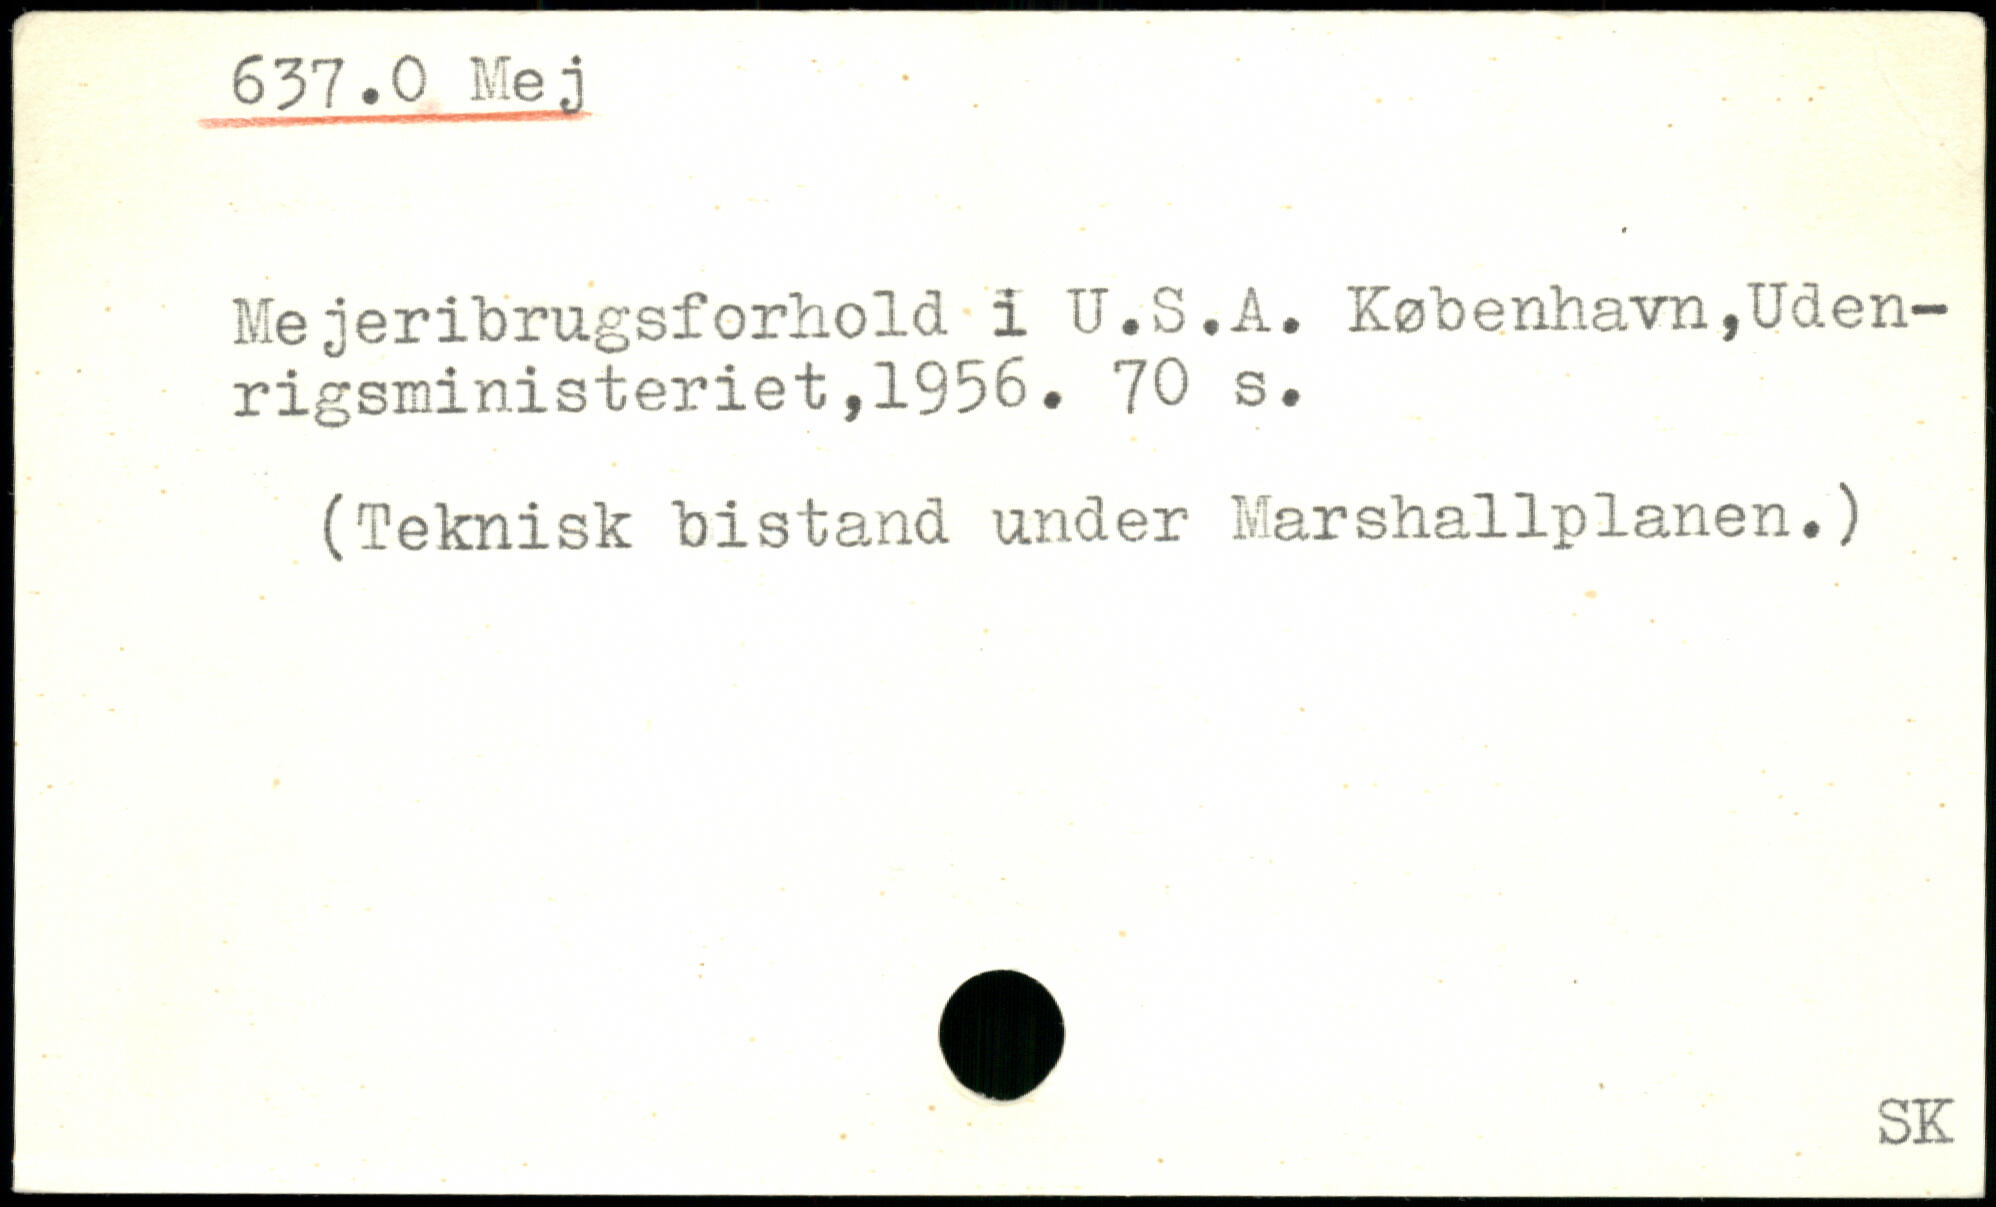 637.0 Mej
Mejeribrugsforhold i U.S.A. København,Uden-
rigsministeriet,1956. 70 s.
(Teknisk bistand under Marshallplanen.)
SK